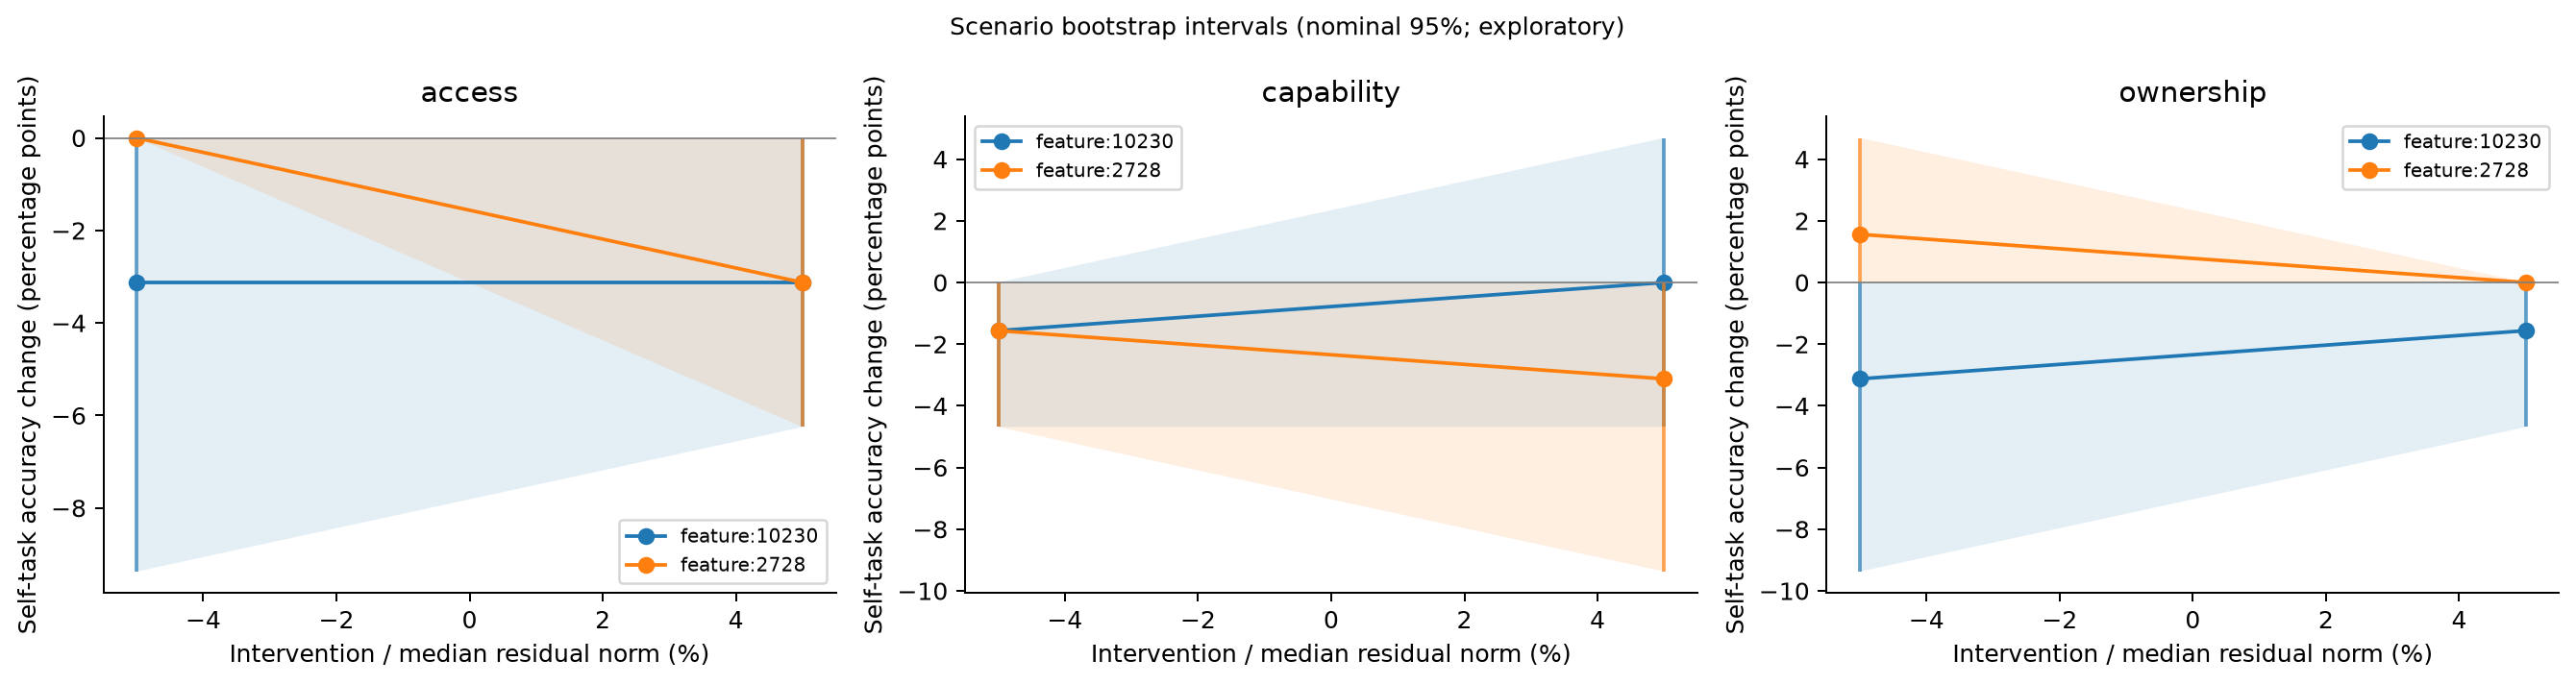 Scenario bootstrap intervals (nominal 95%; exploratory)
access
Self-task accuracy change (percentage points)
0
−2
−4
−6
−8
−4
−2
0
2
4
Intervention / median residual norm (%)
feature:10230
feature:2728
capability
Self-task accuracy change (percentage points)
4
2
0
−2
−4
−6
−8
−10
−4
−2
0
2
4
Intervention / median residual norm (%)
feature:10230
feature:2728
ownership
Self-task accuracy change (percentage points)
4
2
0
−2
−4
−6
−8
−10
−4
−2
0
2
4
Intervention / median residual norm (%)
feature:10230
feature:2728